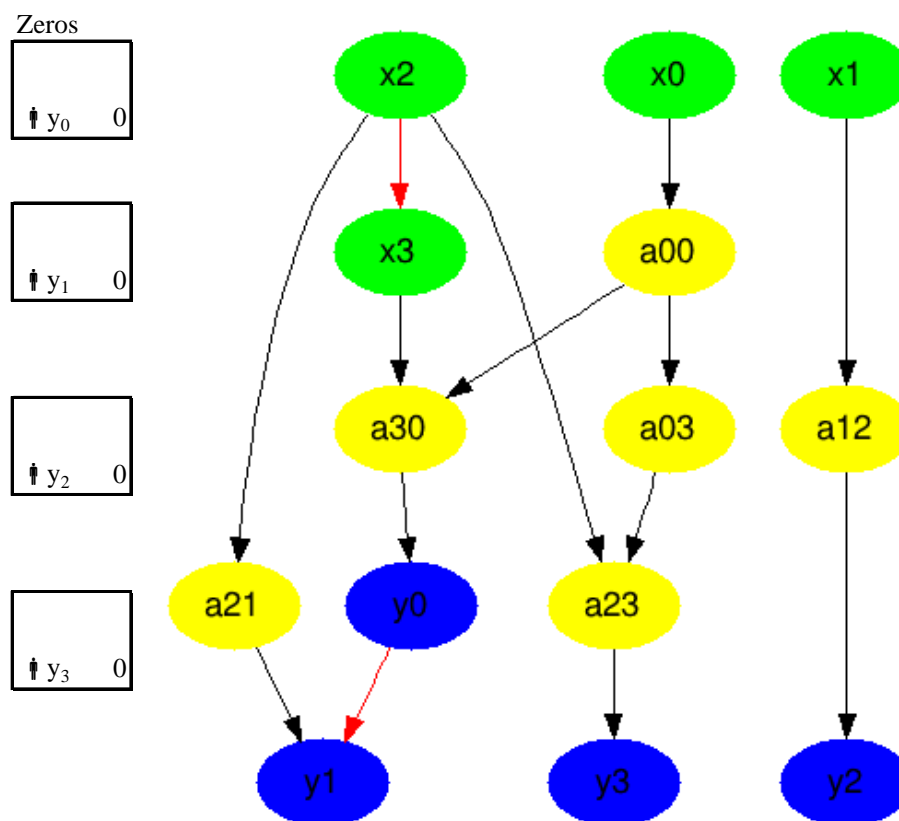 Zeros
x2 x0 x1
y0 0
x3 a00
y1 0
a30 a03 a12
y2 0
a21 y0 a23
y3 0
y1 y3 y2